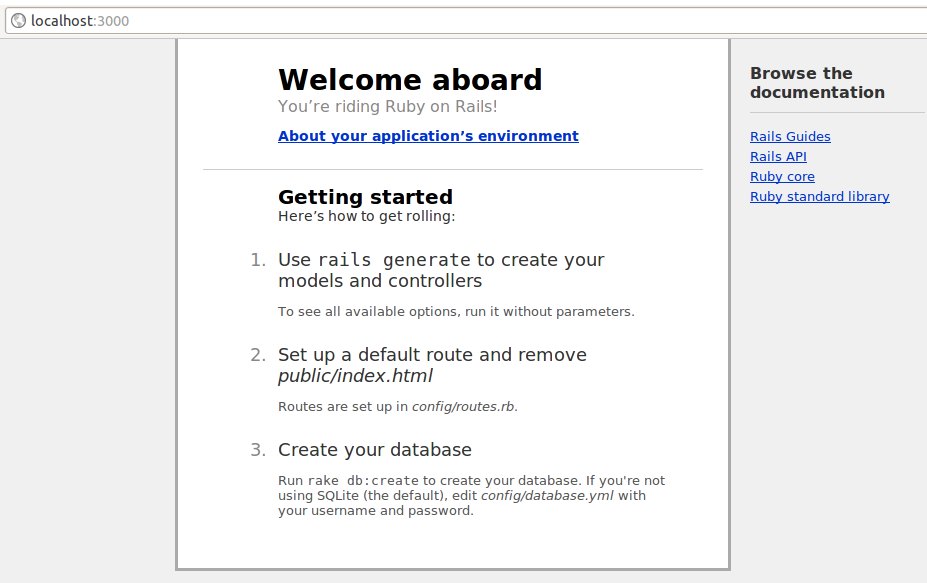 localhost:3000
Welcome aboard
You’re riding Ruby on Rails!
About your application’s environment
Getting started
Here’s how to get rolling:
1. Use rails generate to create your
models and controllers
To see all available options, run it without parameters.
2. Set up a default route and remove
public/index.html
Routes are set up in config/routes.rb.
3. Create your database
Run rake db:create to create your database. If you're not
using SQLite (the default), edit config/database.yml with
your username and password.
Browse the
documentation
Rails Guides
Rails API
Ruby core
Ruby standard library